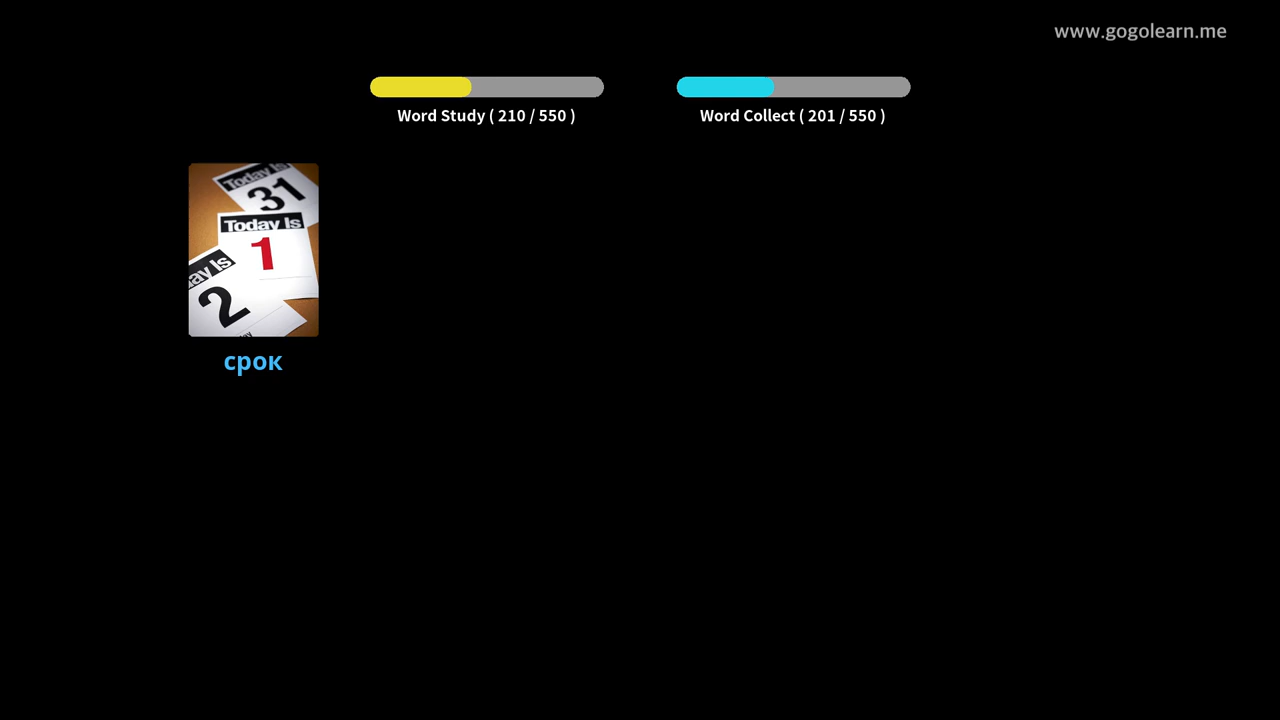 www.gogolearn.me
Word Study ( 210 / 550 )
Word Collect ( 201 / 550 )
Today Is
31
Today Is
1
ay Is
2
срок